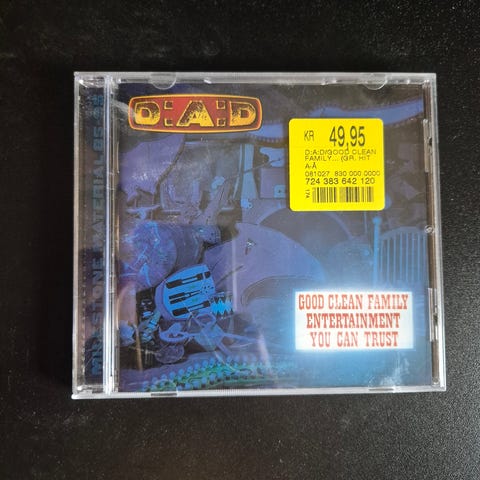 D:A:D
KR 49,95
D:A:D/GOOD CLEAN
FAMILY... (GR. HIT
A-Å
081027 830 000 0000
724 383 642 120
GOOD CLEAN FAMILY
ENTERTAINMENT
YOU CAN TRUST